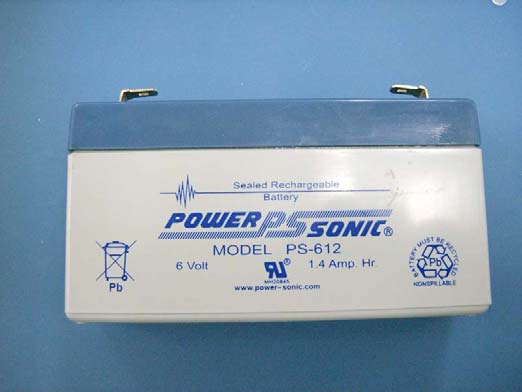 Sealed Rechargeable
Battery
POWER PS SONIC®
MODEL PS-612
6 Volt
1.4 Amp. Hr.
MH20845
www.power-sonic.com
Pb
BATTERY MUST BE RECYCLED
Pb
NONSPILLABLE